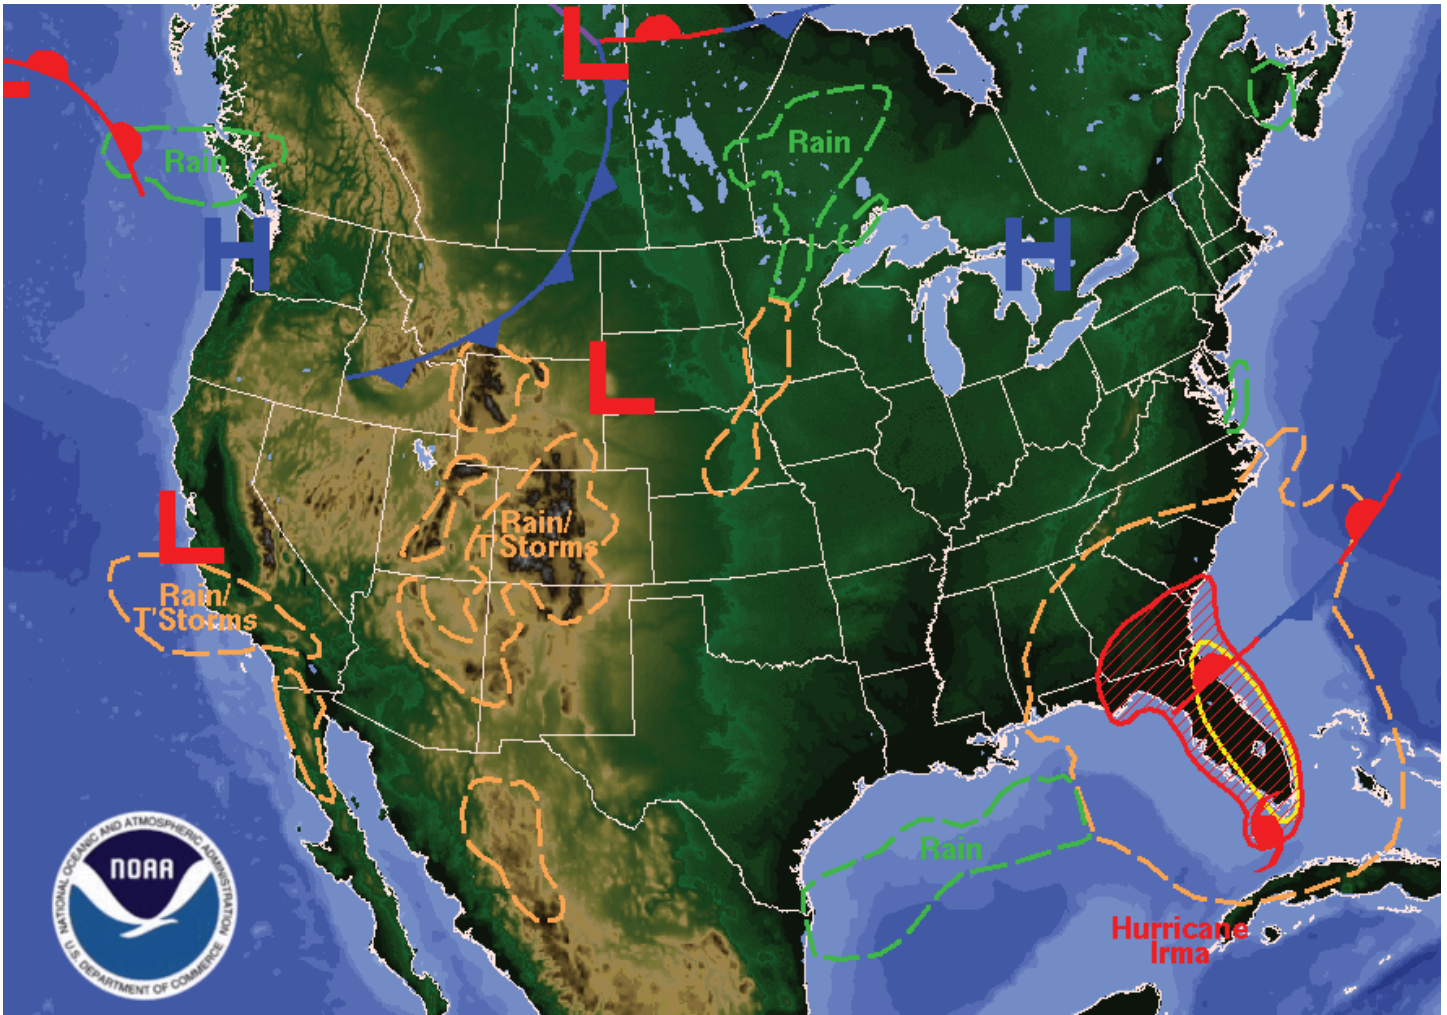 L
L
Rain
Rain
H
H
L
L
Rain/
T'Storms
Rain/
T'Storms
Rain
Hurricane
Irma
NATIONAL OCEANIC AND ATMOSPHERIC ADMINISTRATION
NOAA
U.S. DEPARTMENT OF COMMERCE